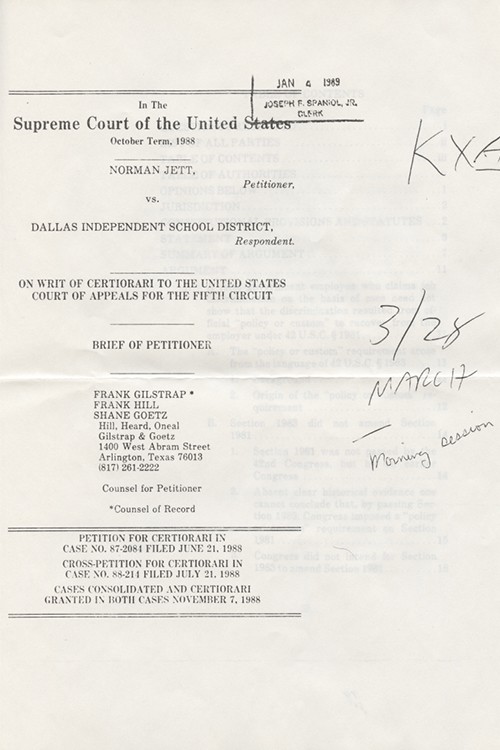 JAN 4 1989
JOSEPH F. SPANIOL, JR.
CLERK
In The
Supreme Court of the United States
October Term, 1988
NORMAN JETT,
Petitioner,
vs.
DALLAS INDEPENDENT SCHOOL DISTRICT,
Respondent.
ON WRIT OF CERTIORARI TO THE UNITED STATES
COURT OF APPEALS FOR THE FIFTH CIRCUIT
BRIEF OF PETITIONER
FRANK GILSTRAP *
FRANK HILL
SHANE GOETZ
Hill, Heard, Oneal
Gilstrap & Goetz
1400 West Abram Street
Arlington, Texas 76013
(817) 261-2222
Counsel for Petitioner
*Counsel of Record
PETITION FOR CERTIORARI IN
CASE NO. 87-2084 FILED JUNE 21, 1988
CROSS-PETITION FOR CERTIORARI IN
CASE NO. 88-214 FILED JULY 21, 1988
CASES CONSOLIDATED AND CERTIORARI
GRANTED IN BOTH CASES NOVEMBER 7, 1988
KXA
3/28
MARCH
Morning session